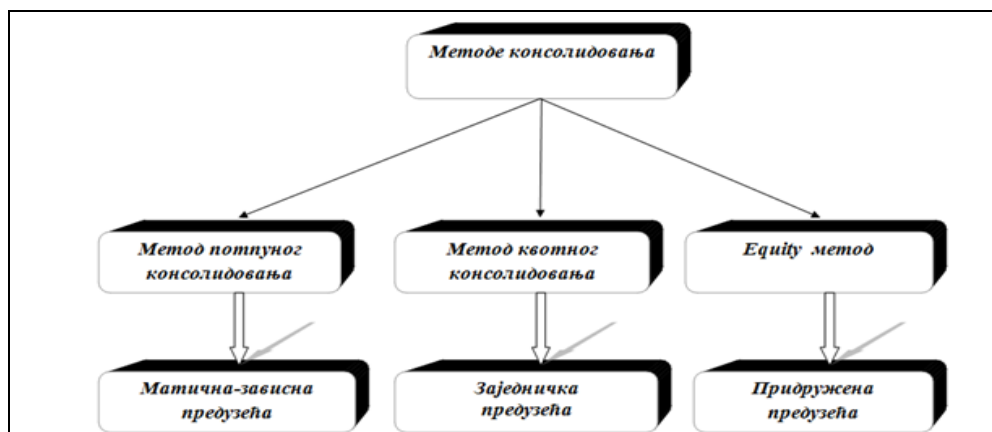 Методе консолидовања
Метод потпуног
консолидовања
Метод квотног
консолидовања
Equity метод
Матична-зависна
предузећа
Заједничка
предузећа
Придружена
предузећа